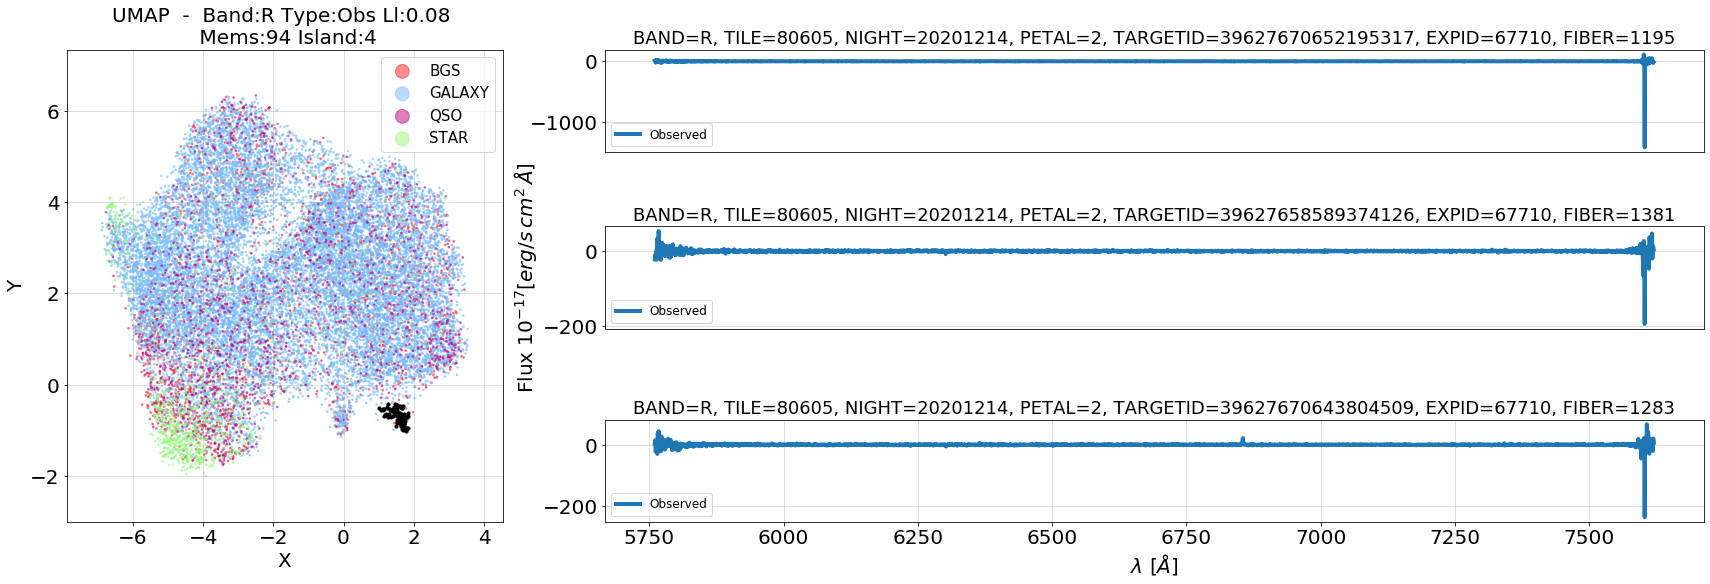 UMAP  -  Band:R Type:Obs Ll:0.08
Mems:94 Island:4
BGS
GALAXY
QSO
STAR
6
4
2
0
−2
Y
−6
−4
−2
0
2
4
X
Flux 10⁻¹⁷[erg/s cm² Å]
BAND=R, TILE=80605, NIGHT=20201214, PETAL=2, TARGETID=39627670652195317, EXPID=67710, FIBER=1195
0
−1000
Observed
BAND=R, TILE=80605, NIGHT=20201214, PETAL=2, TARGETID=39627658589374126, EXPID=67710, FIBER=1381
0
−200
Observed
BAND=R, TILE=80605, NIGHT=20201214, PETAL=2, TARGETID=39627670643804509, EXPID=67710, FIBER=1283
0
−200
Observed
5750
6000
6250
6500
6750
7000
7250
7500
λ [Å]